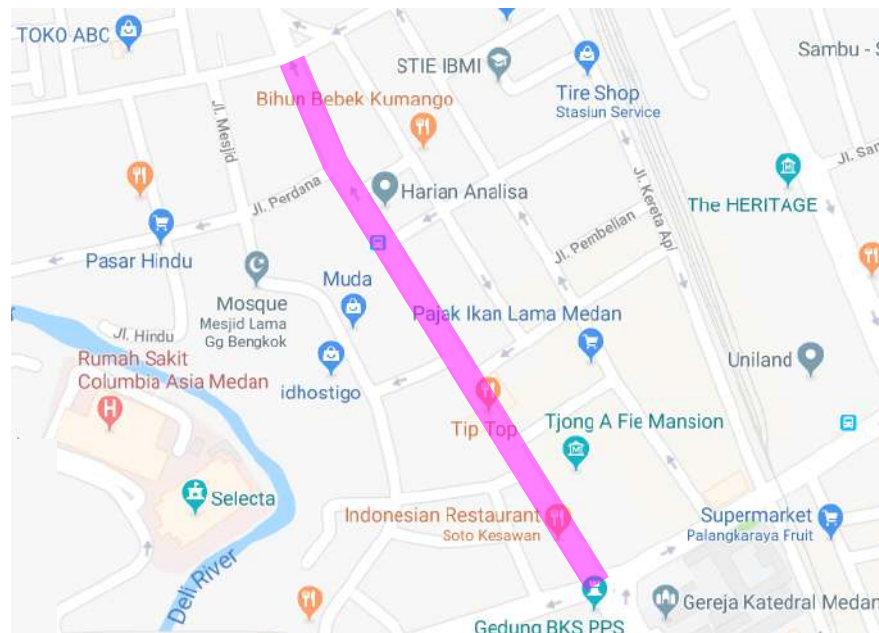 TOKO ABC
STIE IBMI
Sambu - S
Tire Shop
Stasiun Service
Bihun Bebek Kumango
Jl. Mesjid
Jl. San
Harian Analisa
Jl. Perdana
Jl. Kereta Api
The HERITAGE
Jl. Pembelian
Pasar Hindu
Muda
Mosque
Mesjid Lama
Gg Bengkok
Pajak Ikan Lama Medan
Jl. Hindu
Rumah Sakit
Columbia Asia Medan
Uniland
idhostigo
Tip Top
Tjong A Fie Mansion
Selecta
Indonesian Restaurant
Soto Kesawan
Supermarket
Palangkaraya Fruit
Deli River
Gereja Katedral Medan
Gedung BKS PPS